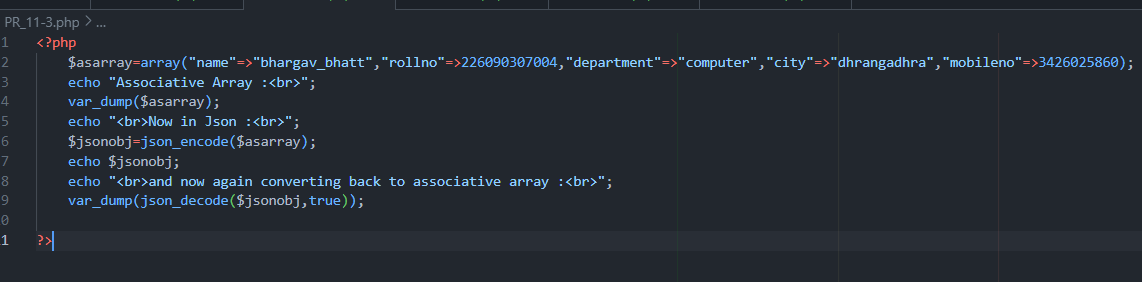 PR_11-3.php > ...
1 <?php
2 $asarray=array("name"=>"bhargav_bhatt","rollno"=>226090307004,"department"=>"computer","city"=>"dhrangadhra","mobileno"=>3426025860);
3 echo "Associative Array :<br>";
4 var_dump($asarray);
5 echo "<br>Now in Json :<br>";
6 $jsonobj=json_encode($asarray);
7 echo $jsonobj;
8 echo "<br>and now again converting back to associative array :<br>";
9 var_dump(json_decode($jsonobj,true));
0
1 ?>